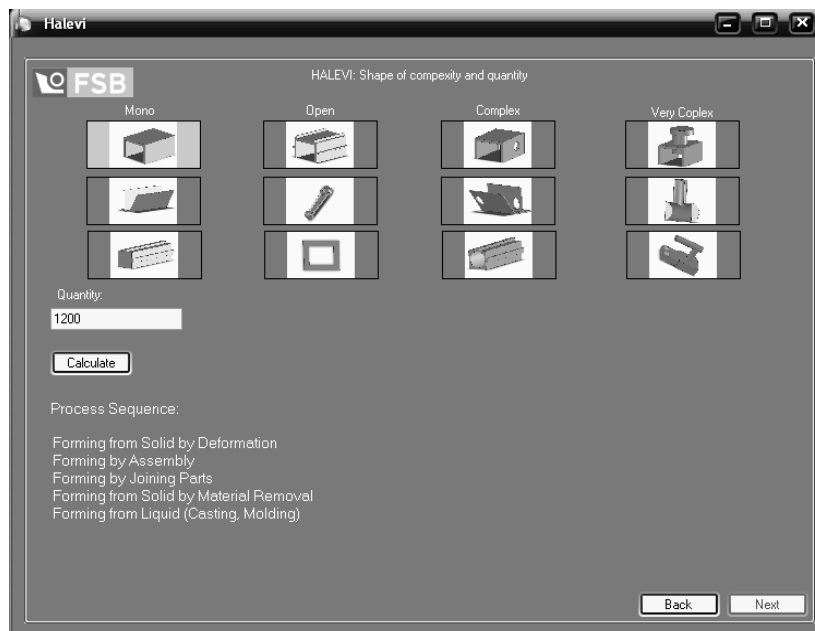 Halevi
FSB
HALEVI: Shape of compexity and quantity
Mono Open Complex Very Coplex
Quantity:
1200
Calculate
Process Sequence:
Forming from Solid by Deformation
Forming by Assembly
Forming by Joining Parts
Forming from Solid by Material Removal
Forming from Liquid (Casting, Molding)
Back Next